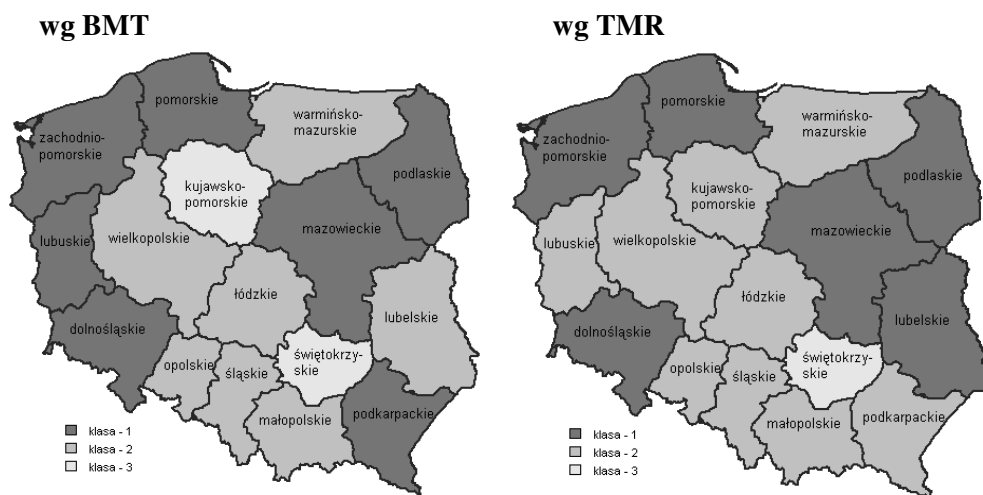 wg BMT
pomorskie
warmińsko-
mazurskie
zachodnio-
pomorskie
podlaskie
kujawsko-
pomorskie
mazowieckie
lubuskie
wielkopolskie
łódzkie
lubelskie
dolnośląskie
opolskie
śląskie
świętokrzy-
skie
małopolskie
podkarpackie
klasa - 1
klasa - 2
klasa - 3
wg TMR
pomorskie
warmińsko-
mazurskie
zachodnio-
pomorskie
podlaskie
kujawsko-
pomorskie
mazowieckie
lubuskie
wielkopolskie
łódzkie
lubelskie
dolnośląskie
opolskie
śląskie
świętokrzy-
skie
małopolskie
podkarpackie
klasa - 1
klasa - 2
klasa - 3